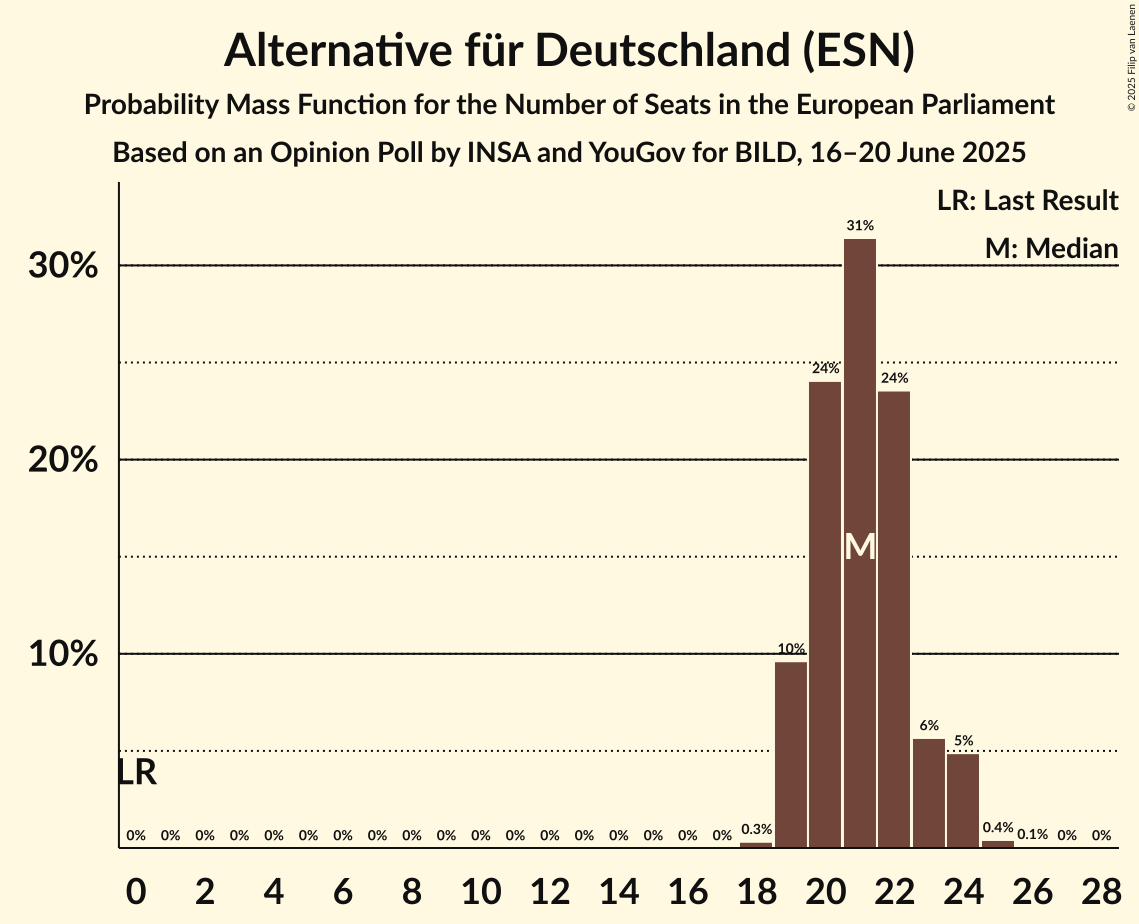 Alternative für Deutschland (ESN)
Probability Mass Function for the Number of Seats in the European Parliament
Based on an Opinion Poll by INSA and YouGov for BILD, 16–20 June 2025
© 2025 Filip van Laenen
LR: Last Result
M: Median
30%
20%
10%
31%
24%
24%
10%
6%
5%
M
LR
0% 0% 0% 0% 0% 0% 0% 0% 0% 0% 0% 0% 0% 0% 0% 0% 0% 0% 0.3% 0.4% 0.1% 0% 0%
0 2 4 6 8 10 12 14 16 18 20 22 24 26 28